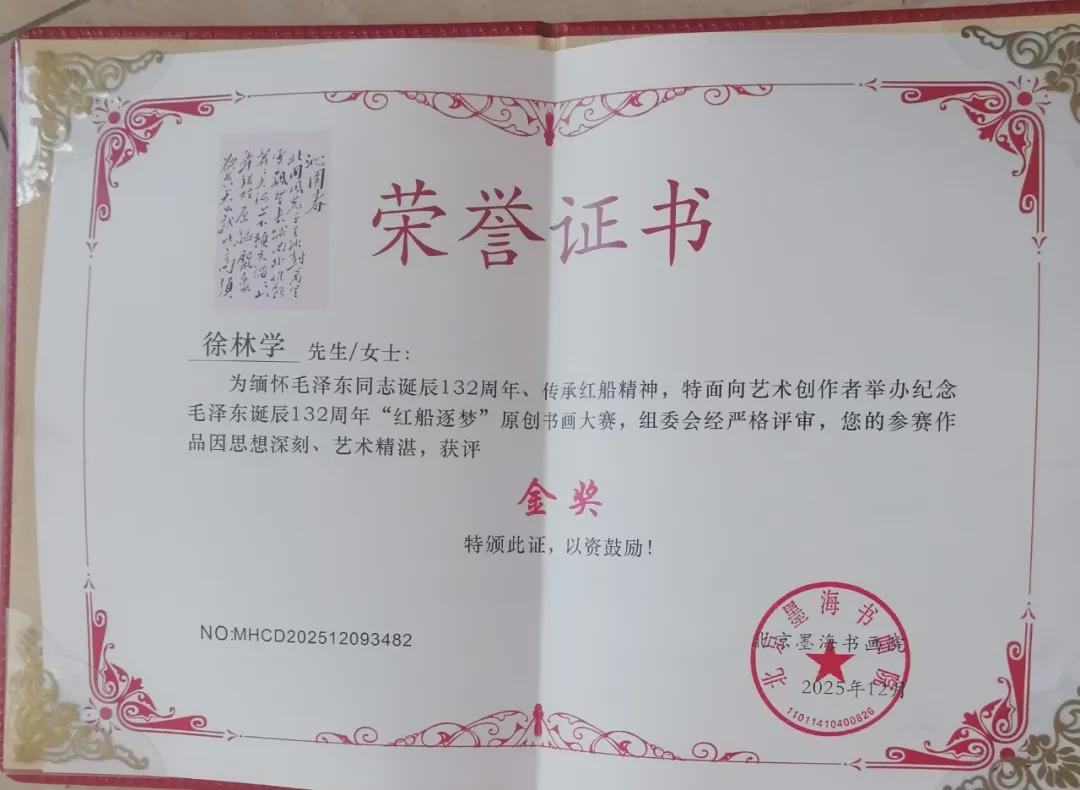 沁园春
北国风光千里冰封万里
雪飘望长城内外惟余
莽莽大河上下顿失滔滔山
舞银蛇原驰蜡象
欲与天公试比高须
荣誉证书
徐林学 先生/女士:
为缅怀毛泽东同志诞辰132周年、传承红船精神，特面向艺术创作者举办纪念
毛泽东诞辰132周年“红船逐梦”原创书画大赛，组委会经严格评审，您的参赛作
品因思想深刻、艺术精湛，获评
金奖
特颁此证，以资鼓励！
NO:MHCD202512093482
北京墨海书画院
北京墨海书画院
2025年12月
11011410400826